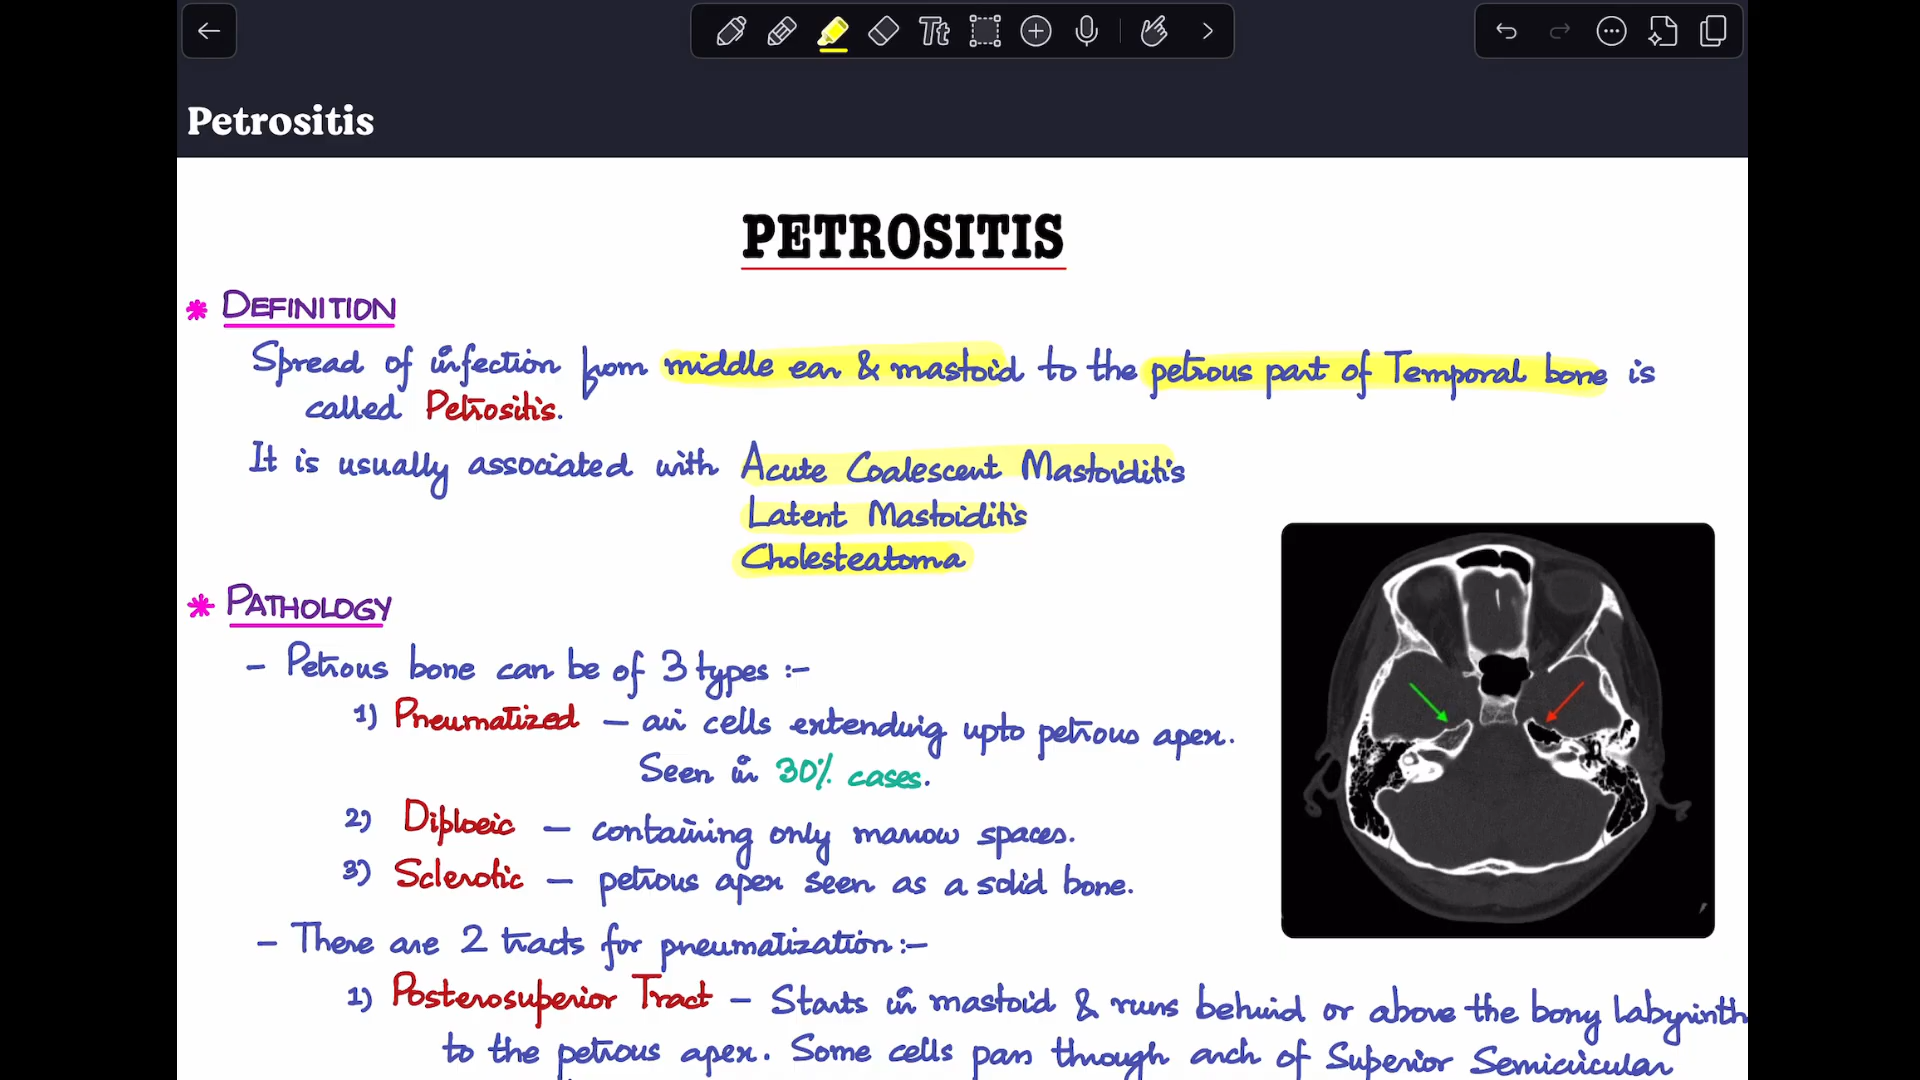 Tt
Petrositis
PETROSITIS
* DEFINITION
Spread of infection from middle ear & mastoid to the petrous part of Temporal bone is
called Petrositis.
It is usually associated with Acute Coalescent Mastoiditis
Latent Mastoiditis
Cholesteatoma
* PATHOLOGY
- Petrous bone can be of 3 types :-
1) Pneumatized - air cells extending upto petrous apex.
Seen in 30% cases.
2) Diploeic - containing only marrow spaces.
3) Sclerotic - petrous apex seen as a solid bone.
- There are 2 tracts for pneumatization :-
1) Posterosuperior Tract - Starts in mastoid & runs behind or above the bony labyrinth
to the petrous apex. Some cells pass through arch of Superior Semicircular